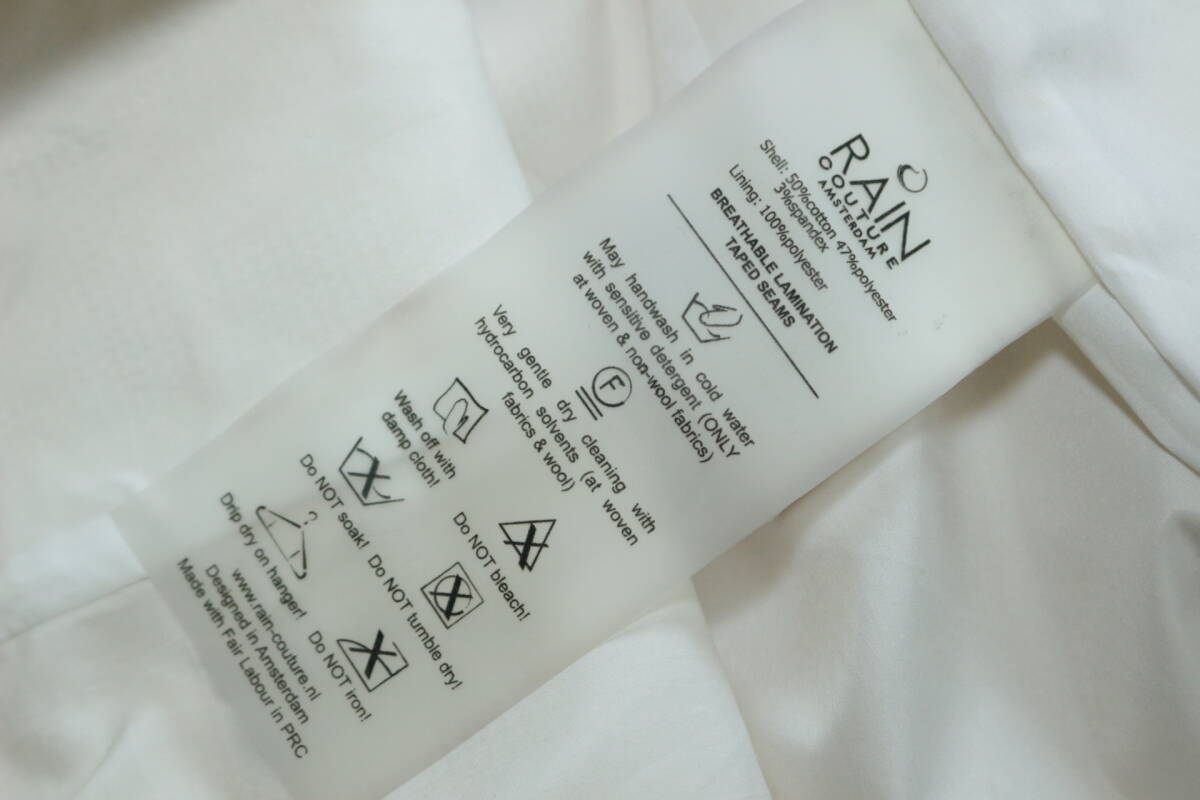 RAIN
COUTURE
AMSTERDAM
Shell: 50%cotton 47%polyester
3%spandex
Lining: 100%polyester
BREATHABLE LAMINATION
TAPED SEAMS
May handwash in cold water
with sensitive detergent (ONLY
at woven & non-wool fabrics)
F
Very gentle dry cleaning with
hydrocarbon solvents (at woven
fabrics & wool)
Wash off with
damp cloth!
Do NOT bleach!
Do NOT soak!
Do NOT tumble dry!
Drip dry on hanger!
Do NOT iron!
www.rain-couture.nl
Designed in Amsterdam
Made with Fair Labour in PRC